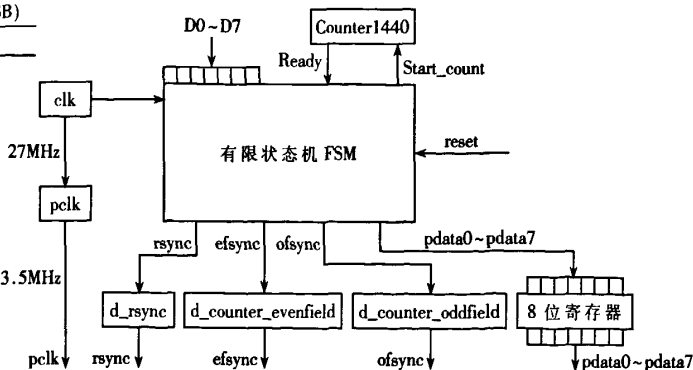 B)
D0~D7
Counter1440
Ready
Start_count
clk
27MHz
有限状态机 FSM
reset
pclk
rsync
efsync
ofsync
pdata0~pdata7
3.5MHz
d_rsync
d_counter_evenfield
d_counter_oddfield
8 位寄存器
pclk
rsync
efsync
ofsync
pdata0~pdata7